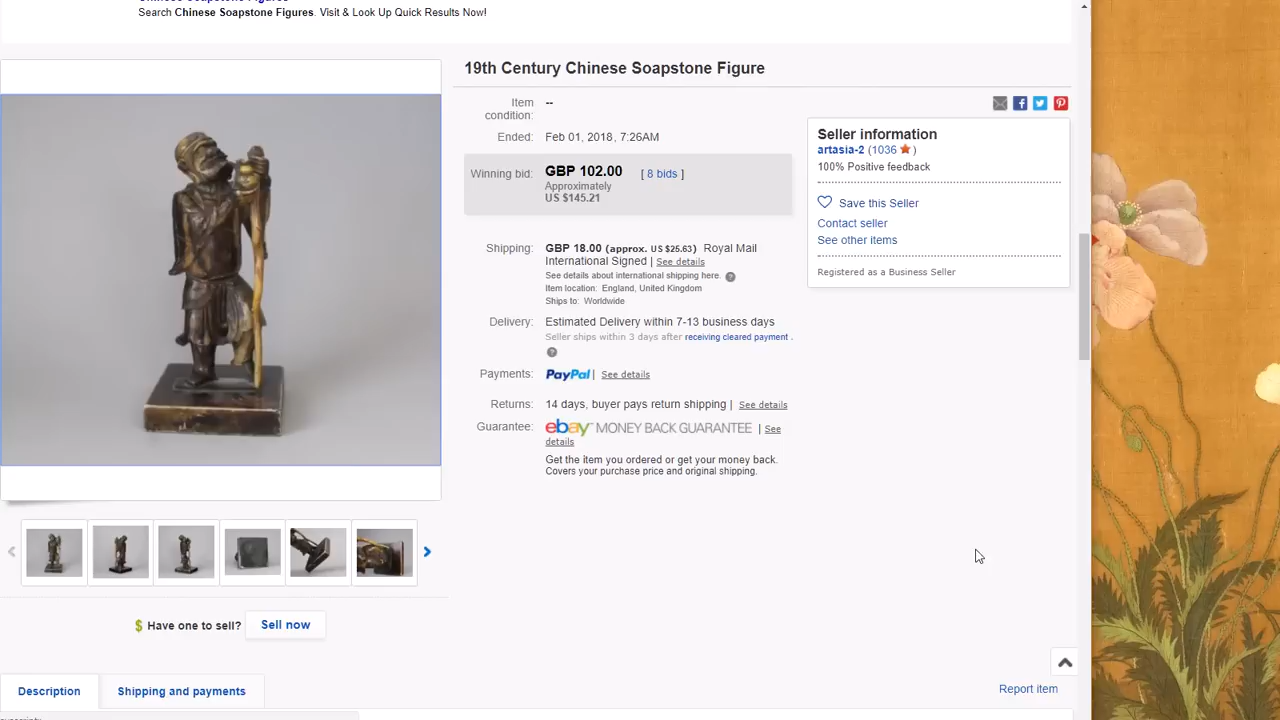 Search Chinese Soapstone Figures. Visit & Look Up Quick Results Now!
19th Century Chinese Soapstone Figure
Item condition: --
Ended: Feb 01, 2018, 7:26AM
Winning bid: GBP 102.00 [ 8 bids ]
Approximately
US $145.21
Shipping: GBP 18.00 (approx. US $25.63) Royal Mail
International Signed | See details
See details about international shipping here. ?
Item location: England, United Kingdom
Ships to: Worldwide
Delivery: Estimated Delivery within 7-13 business days
Seller ships within 3 days after receiving cleared payment .
?
Payments: PayPal | See details
Returns: 14 days, buyer pays return shipping | See details
Guarantee: ebay MONEY BACK GUARANTEE | See
details
Get the item you ordered or get your money back.
Covers your purchase price and original shipping.
Seller information
artasia-2 (1036 )
100% Positive feedback
Save this Seller
Contact seller
See other items
Registered as a Business Seller
$ Have one to sell? Sell now
Report item
Description
Shipping and payments